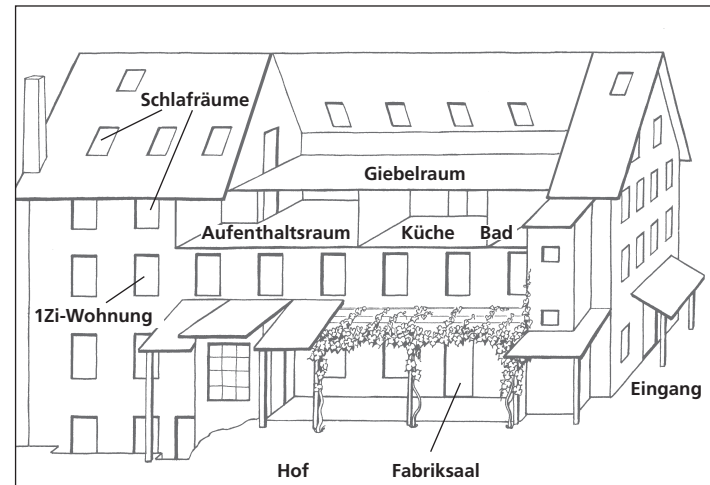 Schlafräume
Giebelraum
Aufenthaltsraum
Küche
Bad
1Zi-Wohnung
Eingang
Hof
Fabriksaal